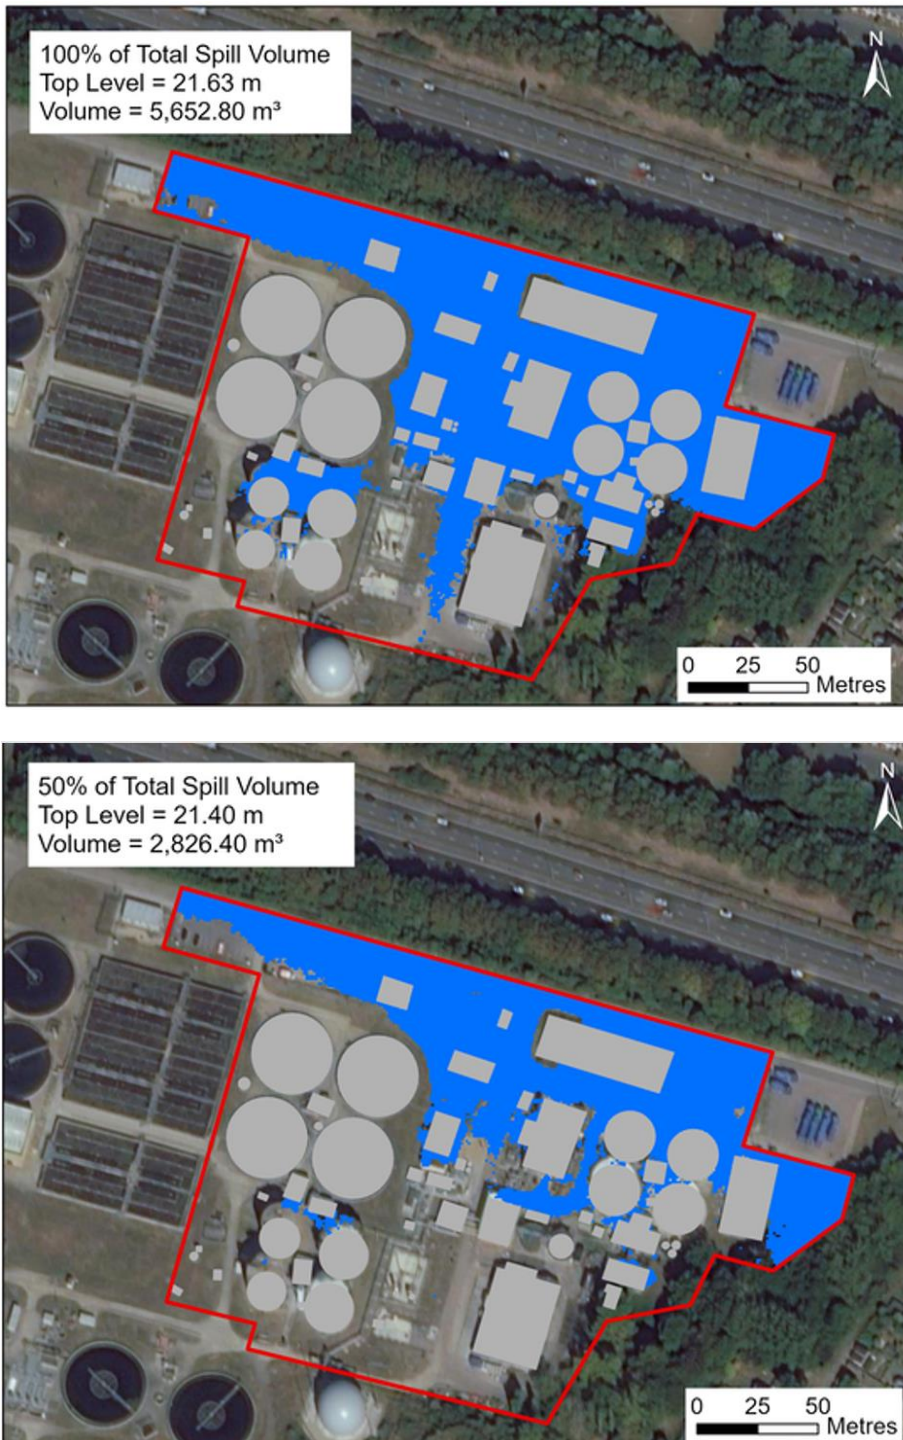 100% of Total Spill Volume
Top Level = 21.63 m
Volume = 5,652.80 m³
N
0 25 50
Metres
50% of Total Spill Volume
Top Level = 21.40 m
Volume = 2,826.40 m³
N
0 25 50
Metres